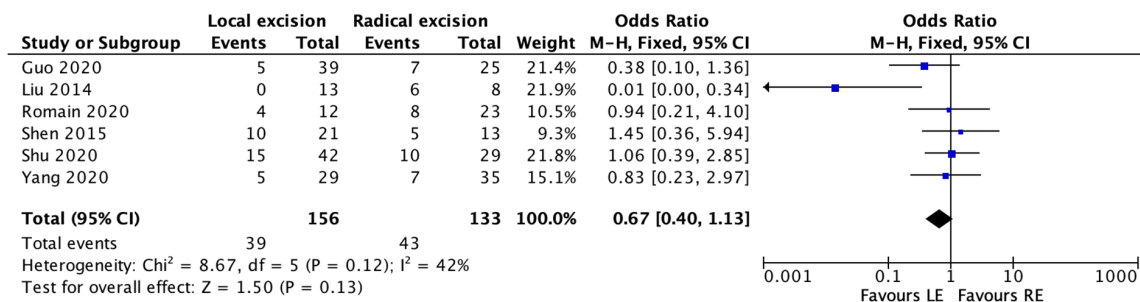 Local excision Radical excision Odds Ratio Odds Ratio
Study or Subgroup Events Total Events Total Weight M-H, Fixed, 95% CI M-H, Fixed, 95% CI
Guo 2020 5 39 7 25 21.4% 0.38 [0.10, 1.36]
Liu 2014 0 13 6 8 21.9% 0.01 [0.00, 0.34]
Romain 2020 4 12 8 23 10.5% 0.94 [0.21, 4.10]
Shen 2015 10 21 5 13 9.3% 1.45 [0.36, 5.94]
Shu 2020 15 42 10 29 21.8% 1.06 [0.39, 2.85]
Yang 2020 5 29 7 35 15.1% 0.83 [0.23, 2.97]
Total (95% CI) 156 133 100.0% 0.67 [0.40, 1.13]
Total events 39 43
Heterogeneity: Chi² = 8.67, df = 5 (P = 0.12); I² = 42%
Test for overall effect: Z = 1.50 (P = 0.13)
0.001 0.1 1 10 1000
Favours LE Favours RE